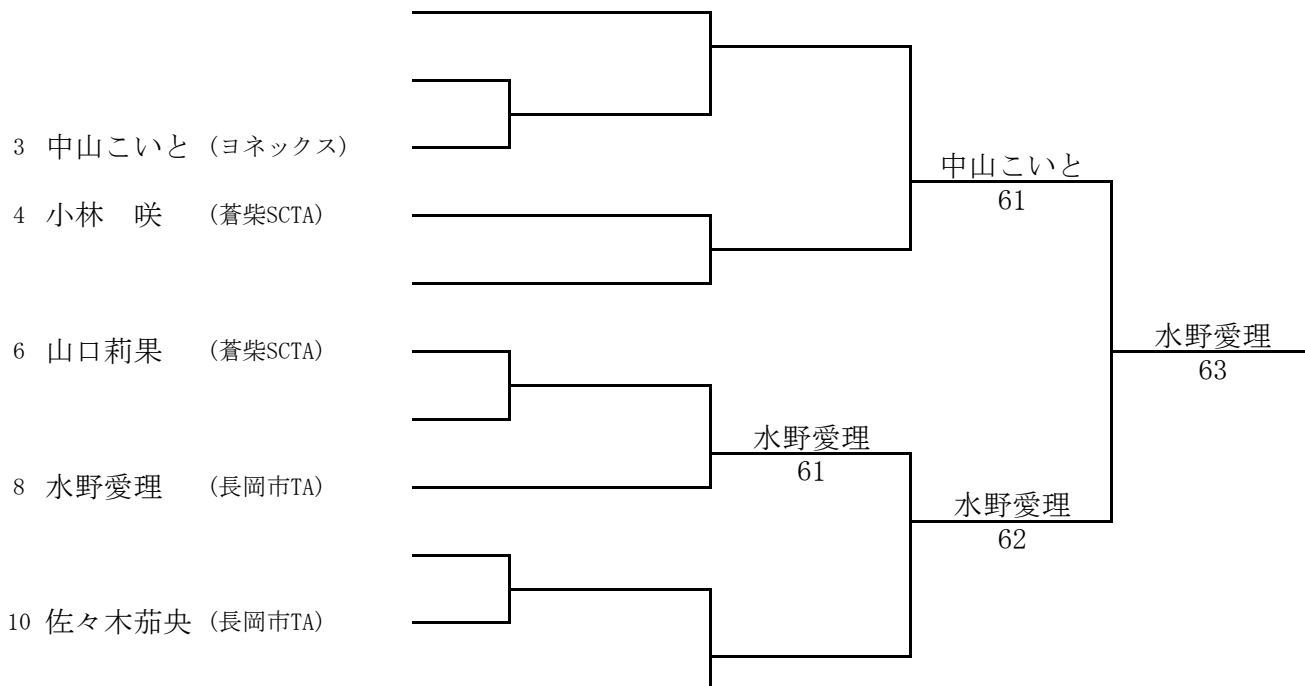 3 中山こいと (ヨネックス)
中山こいと
61
4 小林　咲 (蒼柴SCTA)
6 山口莉果 (蒼柴SCTA)
水野愛理
63
水野愛理
61
8 水野愛理 (長岡市TA)
水野愛理
62
10 佐々木茄央 (長岡市TA)